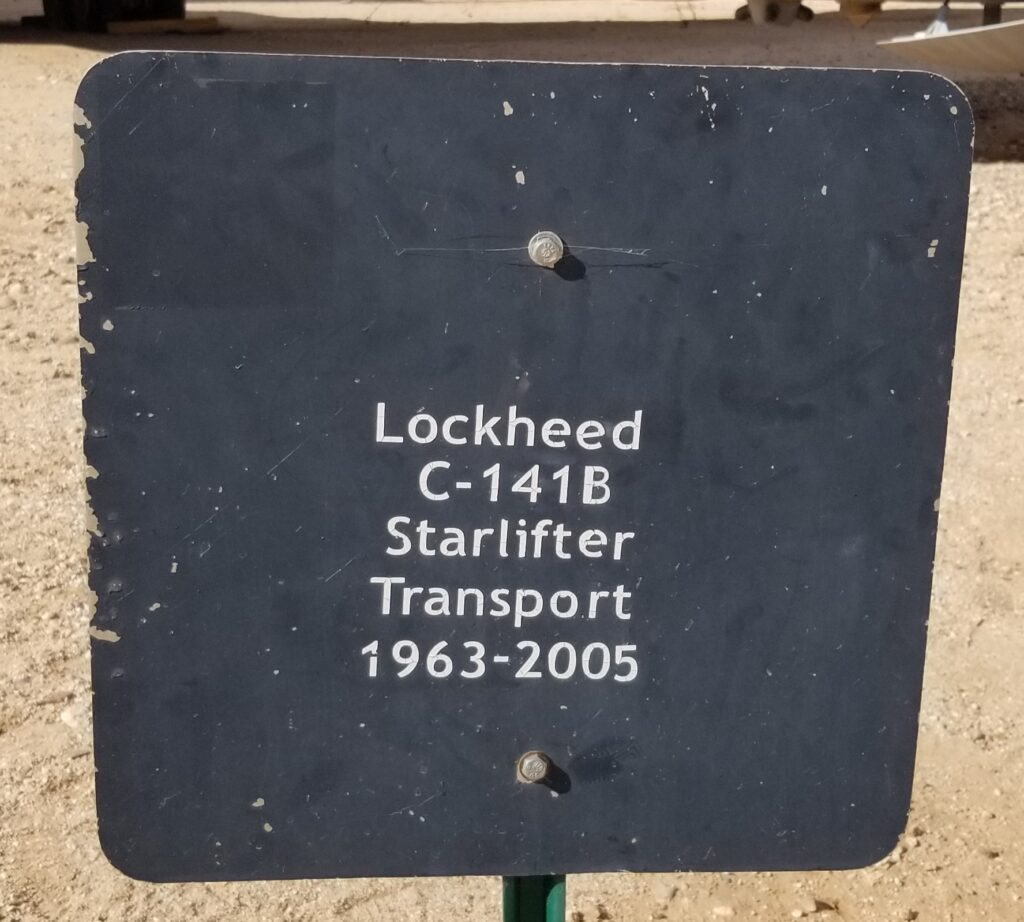 Lockheed
C-141B
Starlifter
Transport
1963-2005